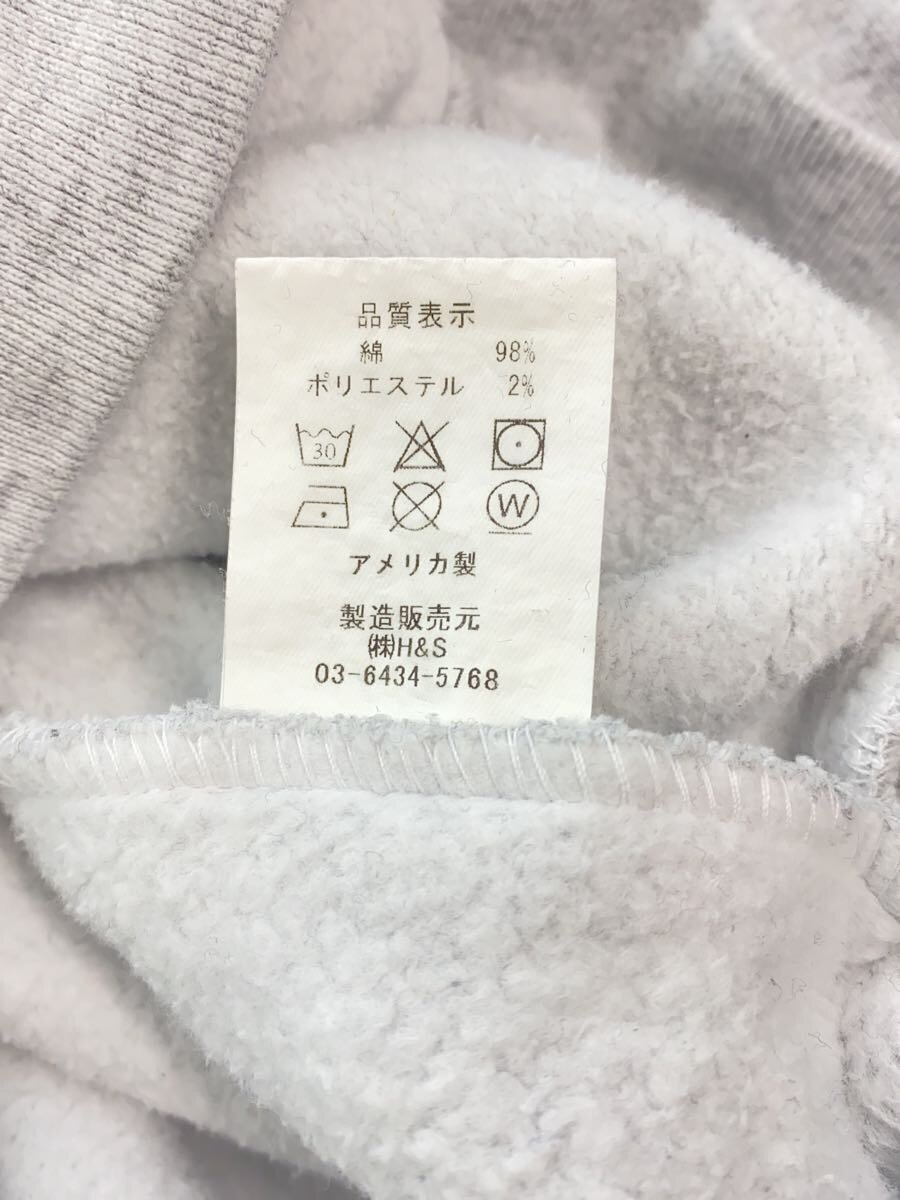 品質表示
綿 98%
ポリエステル 2%
30
W
アメリカ製
製造販売元
㈱H&S
03-6434-5768